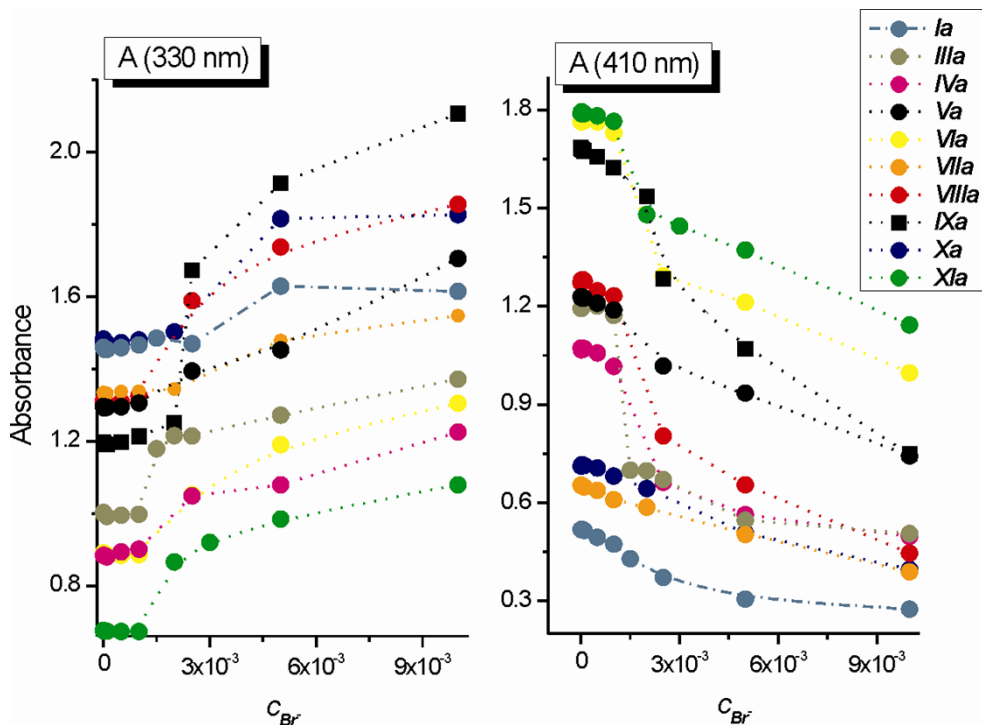 A (330 nm)
A (410 nm)
Ia
IIIa
IVa
Va
VIa
VIIa
VIIIa
IXa
Xa
XIa
Absorbance
2.0
1.6
1.2
0.8
0
3x10⁻³
6x10⁻³
9x10⁻³
C Br⁻
1.8
1.5
1.2
0.9
0.6
0.3
0
3x10⁻³
6x10⁻³
9x10⁻³
C Br⁻